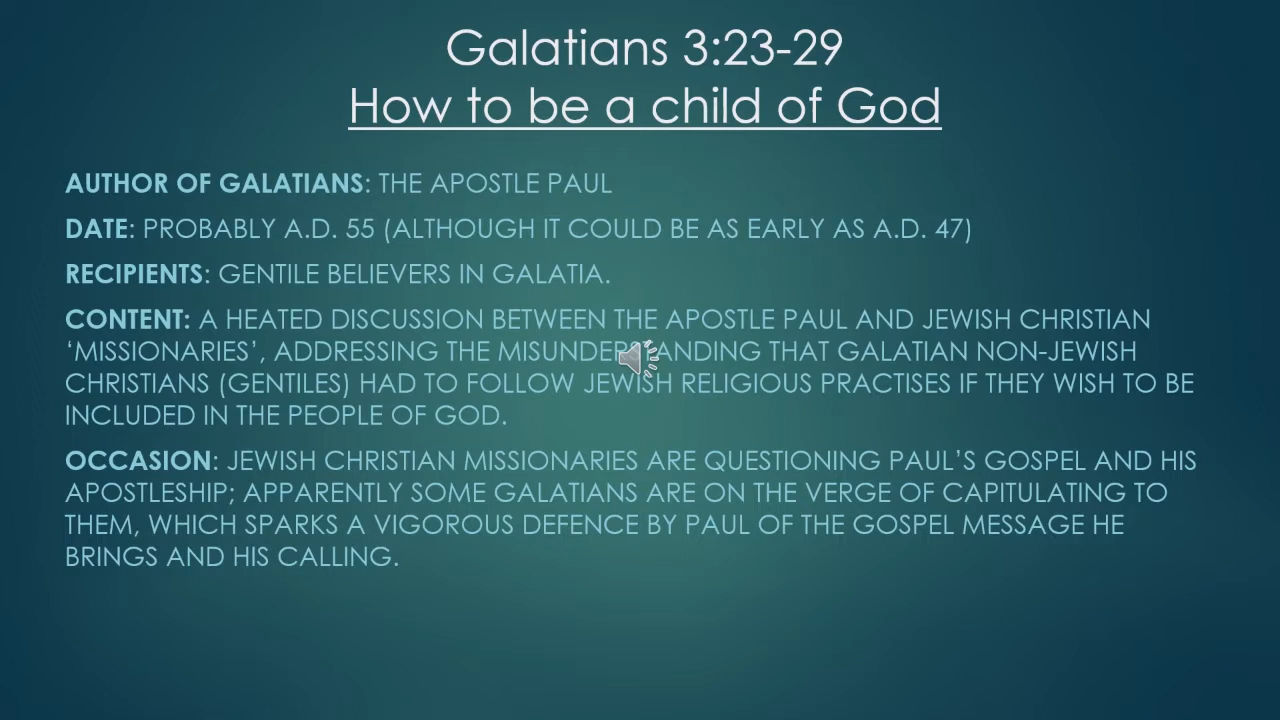 Galatians 3:23-29
How to be a child of God
AUTHOR OF GALATIANS: THE APOSTLE PAUL
DATE: PROBABLY A.D. 55 (ALTHOUGH IT COULD BE AS EARLY AS A.D. 47)
RECIPIENTS: GENTILE BELIEVERS IN GALATIA.
CONTENT: A HEATED DISCUSSION BETWEEN THE APOSTLE PAUL AND JEWISH CHRISTIAN
‘MISSIONARIES’, ADDRESSING THE MISUNDERSTANDING THAT GALATIAN NON-JEWISH
CHRISTIANS (GENTILES) HAD TO FOLLOW JEWISH RELIGIOUS PRACTISES IF THEY WISH TO BE
INCLUDED IN THE PEOPLE OF GOD.
OCCASION: JEWISH CHRISTIAN MISSIONARIES ARE QUESTIONING PAUL’S GOSPEL AND HIS
APOSTLESHIP; APPARENTLY SOME GALATIANS ARE ON THE VERGE OF CAPITULATING TO
THEM, WHICH SPARKS A VIGOROUS DEFENCE BY PAUL OF THE GOSPEL MESSAGE HE
BRINGS AND HIS CALLING.